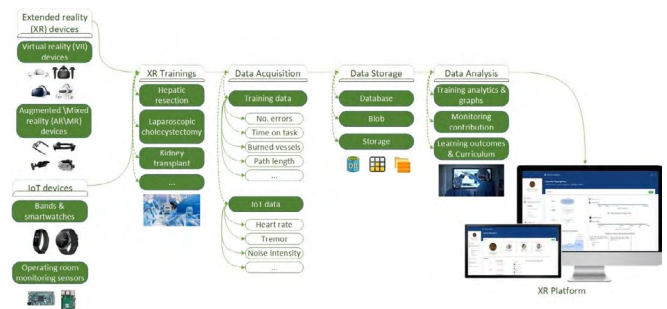 Extended reality
(XR) devices
Virtual reality (VR)
devices
Augmented \Mixed
reality (AR\MR)
devices
IoT devices
Bands &
smartwatches
Operating room
monitoring sensors
XR Trainings
Hepatic
resection
Laparoscopic
cholecystectomy
Kidney
transplant
...
Data Acquisition
Training data
No. errors
Time on task
Burned vessels
Path length
...
IoT data
Heart rate
Tremor
Noise intensity
...
Data Storage
Database
Blob
Storage
Data Analysis
Training analytics &
graphs
Monitoring
contribution
Learning outcomes
& Curriculum
XR Platform